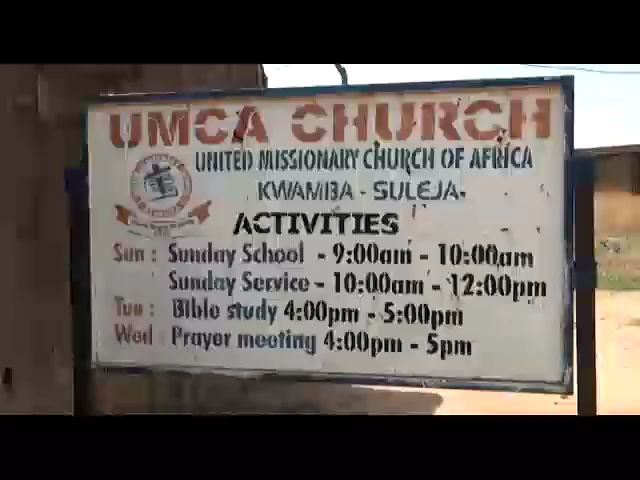 UMCA CHURCH
UNITED MISSIONARY CHURCH OF AFRICA
KWAMBA - SULEJA.
ACTIVITIES
Sun : Sunday School - 9:00am - 10:00am
Sunday Service - 10:00am - 12:00pm
Tue : Bible study 4:00pm - 5:00pm
Wed : Prayer meeting 4:00pm - 5pm